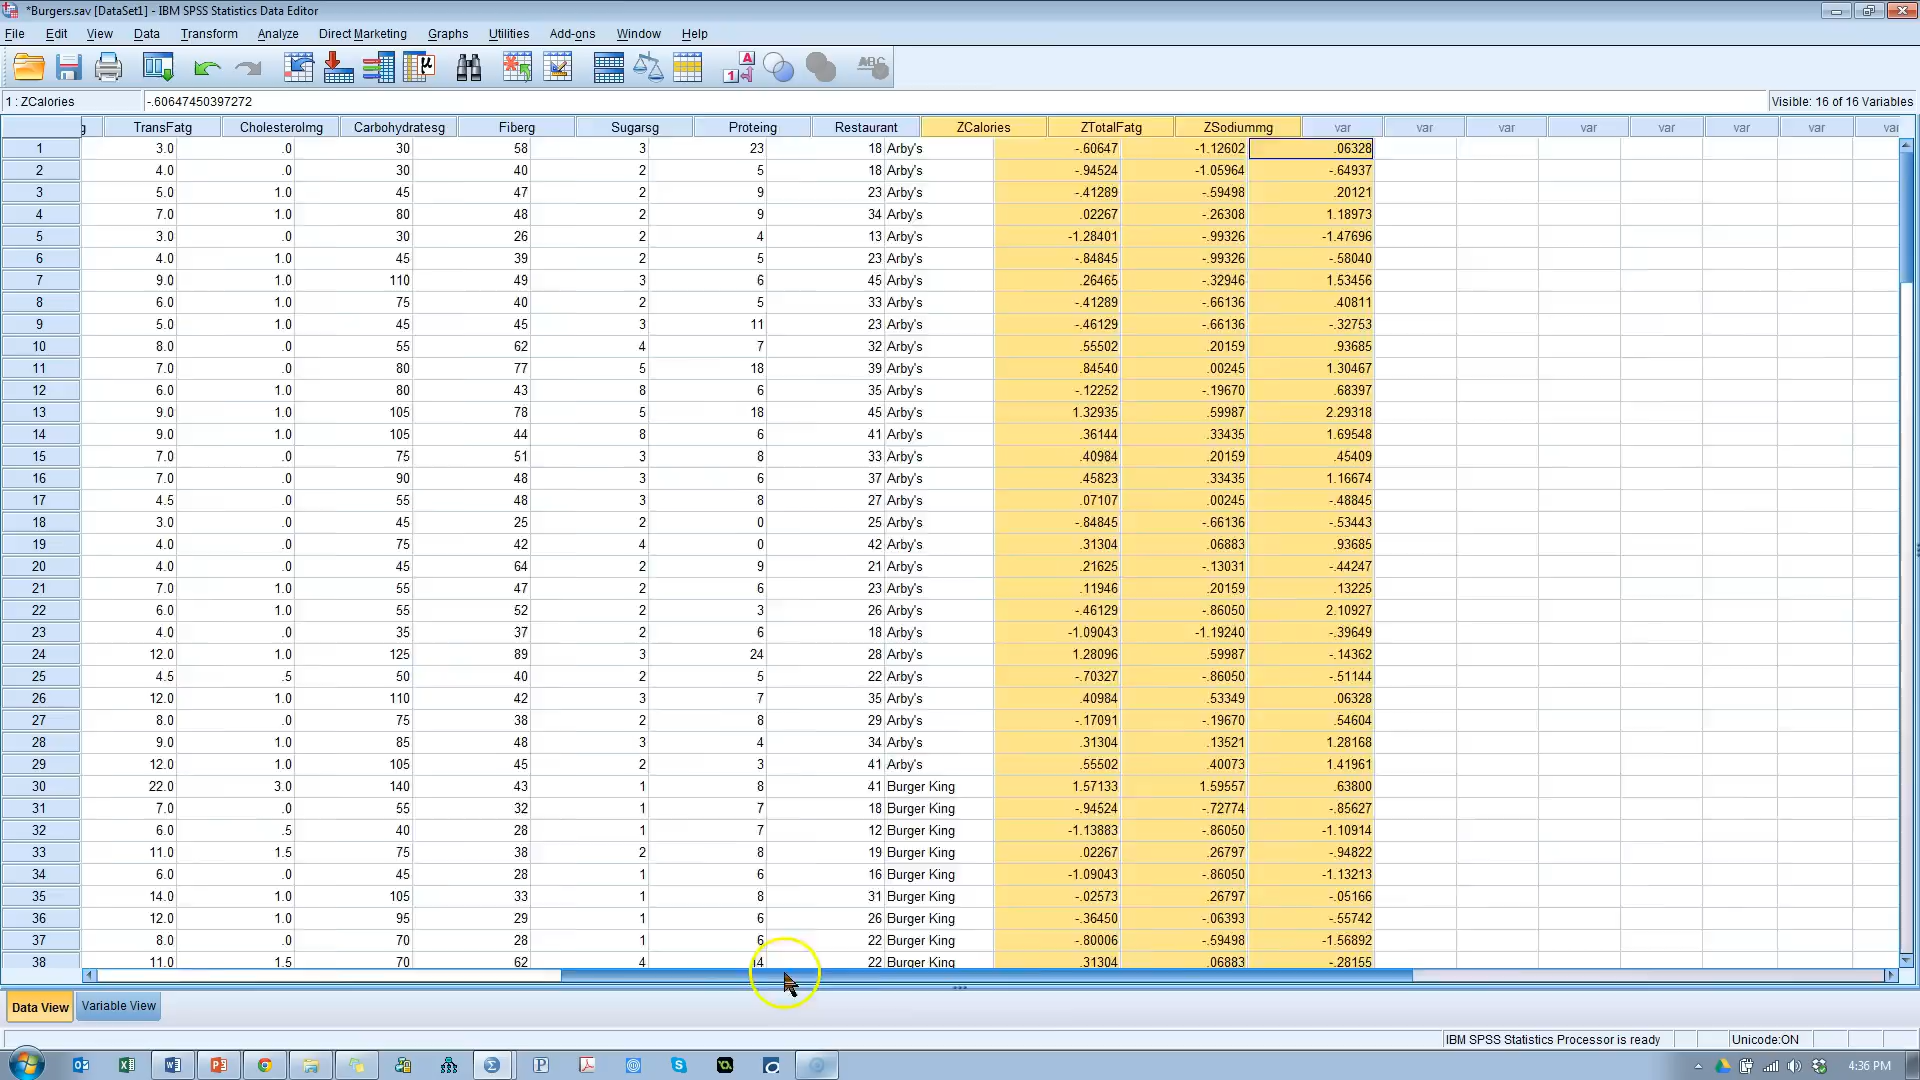 *Burgers.sav [DataSet1] - IBM SPSS Statistics Data Editor
File Edit View Data Transform Analyze Direct Marketing Graphs Utilities Add-ons Window Help
1 : ZCalories -.60647450397272 Visible: 16 of 16 Variables
g TransFatg Cholesterolmg Carbohydratesg Fiberg Sugarsg Proteing Restaurant ZCalories ZTotalFatg ZSodiummg var var var var var var var
1 3.0 .0 30 58 3 23 18 Arby's -.60647 -1.12602 .06328
2 4.0 .0 30 40 2 5 18 Arby's -.94524 -1.05964 -.64937
3 5.0 1.0 45 47 2 9 23 Arby's -.41289 -.59498 .20121
4 7.0 1.0 80 48 2 9 34 Arby's .02267 -.26308 1.18973
5 3.0 .0 30 26 2 4 13 Arby's -1.28401 -.99326 -1.47696
6 4.0 1.0 45 39 2 5 23 Arby's -.84845 -.99326 -.58040
7 9.0 1.0 110 49 3 6 45 Arby's .26465 -.32946 1.53456
8 6.0 1.0 75 40 2 5 33 Arby's -.41289 -.66136 .40811
9 5.0 1.0 45 45 3 11 23 Arby's -.46129 -.66136 -.32753
10 8.0 .0 55 62 4 7 32 Arby's .55502 .20159 .93685
11 7.0 .0 80 77 5 18 39 Arby's .84540 .00245 1.30467
12 6.0 1.0 80 43 8 6 35 Arby's -.12252 -.19670 .68397
13 9.0 1.0 105 78 5 18 45 Arby's 1.32935 .59987 2.29318
14 9.0 1.0 105 44 8 6 41 Arby's .36144 .33435 1.69548
15 7.0 .0 75 51 3 8 33 Arby's .40984 .20159 .45409
16 7.0 .0 90 48 3 6 37 Arby's .45823 .33435 1.16674
17 4.5 .0 55 48 3 8 27 Arby's .07107 .00245 -.48845
18 3.0 .0 45 25 2 0 25 Arby's -.84845 -.66136 -.53443
19 4.0 .0 75 42 4 0 42 Arby's .31304 .06883 .93685
20 4.0 .0 45 64 2 9 21 Arby's .21625 -.13031 -.44247
21 7.0 1.0 55 47 2 6 23 Arby's .11946 .20159 .13225
22 6.0 1.0 55 52 2 3 26 Arby's -.46129 -.86050 2.10927
23 4.0 .0 35 37 2 6 18 Arby's -1.09043 -1.19240 -.39649
24 12.0 1.0 125 89 3 24 28 Arby's 1.28096 .59987 -.14362
25 4.5 .5 50 40 2 5 22 Arby's -.70327 -.86050 -.51144
26 12.0 1.0 110 42 3 7 35 Arby's .40984 .53349 .06328
27 8.0 .0 75 38 2 8 29 Arby's -.17091 -.19670 .54604
28 9.0 1.0 85 48 3 4 34 Arby's .31304 .13521 1.28168
29 12.0 1.0 105 45 2 3 41 Arby's .55502 .40073 1.41961
30 22.0 3.0 140 43 1 8 41 Burger King 1.57133 1.59557 .63800
31 7.0 .0 55 32 1 7 18 Burger King -.94524 -.72774 -.85627
32 6.0 .5 40 28 1 7 12 Burger King -1.13883 -.86050 -1.10914
33 11.0 1.5 75 38 2 8 19 Burger King .02267 .26797 -.94822
34 6.0 .0 45 28 1 6 16 Burger King -1.09043 -.86050 -1.13213
35 14.0 1.0 105 33 1 8 31 Burger King -.02573 .26797 -.05166
36 12.0 1.0 95 29 1 6 26 Burger King -.36450 -.06393 -.55742
37 8.0 .0 70 28 1 6 22 Burger King -.80006 -.59498 -1.56892
38 11.0 1.5 70 62 4 14 22 Burger King .31304 .06883 -.28155
Data View Variable View
IBM SPSS Statistics Processor is ready Unicode:ON
4:36 PM